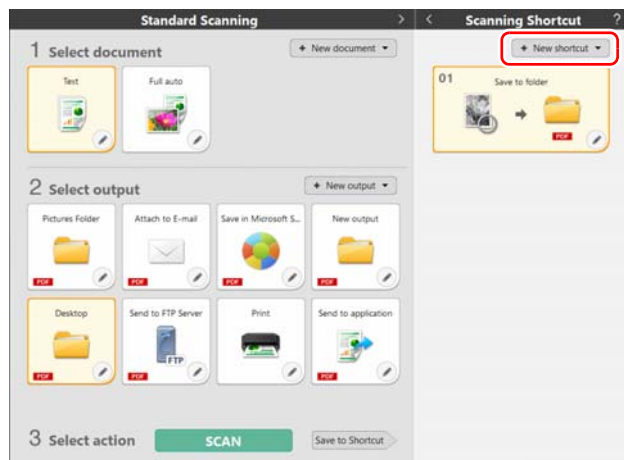 Standard Scanning >
< Scanning Shortcut ?
1 Select document
+ New document
+ New shortcut
Text
Full auto
01 Save to folder
PDF
2 Select output
+ New output
Pictures Folder
Attach to E-mail
Save in Microsoft S...
New output
PDF
PDF
PDF
PDF
Desktop
Send to FTP Server
Print
Send to application
FTP
PDF
PDF
PDF
3 Select action
SCAN
Save to Shortcut